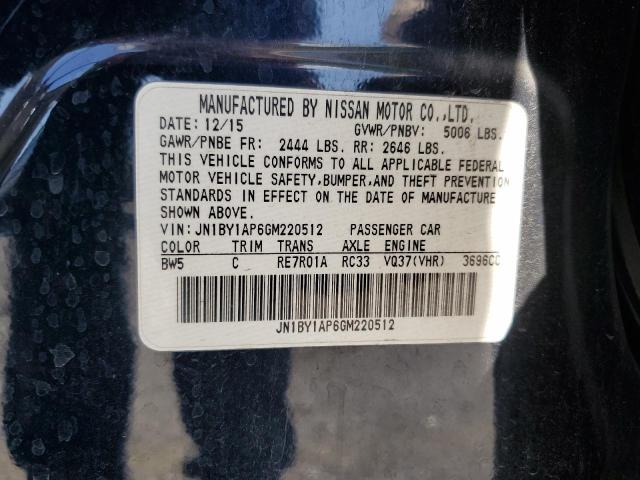 MANUFACTURED BY NISSAN MOTOR CO.,LTD.
DATE: 12/15 GVWR/PNBV: 5006 LBS.
GAWR/PNBE FR: 2444 LBS. RR: 2646 LBS.
THIS VEHICLE CONFORMS TO ALL APPLICABLE FEDERAL
MOTOR VEHICLE SAFETY,BUMPER,AND THEFT PREVENTION
STANDARDS IN EFFECT ON THE DATE OF MANUFACTURE
SHOWN ABOVE.
VIN: JN1BY1AP6GM220512 PASSENGER CAR
COLOR TRIM TRANS AXLE ENGINE
BW5 C RE7R01A RC33 VQ37(VHR) 3696CC
JN1BY1AP6GM220512